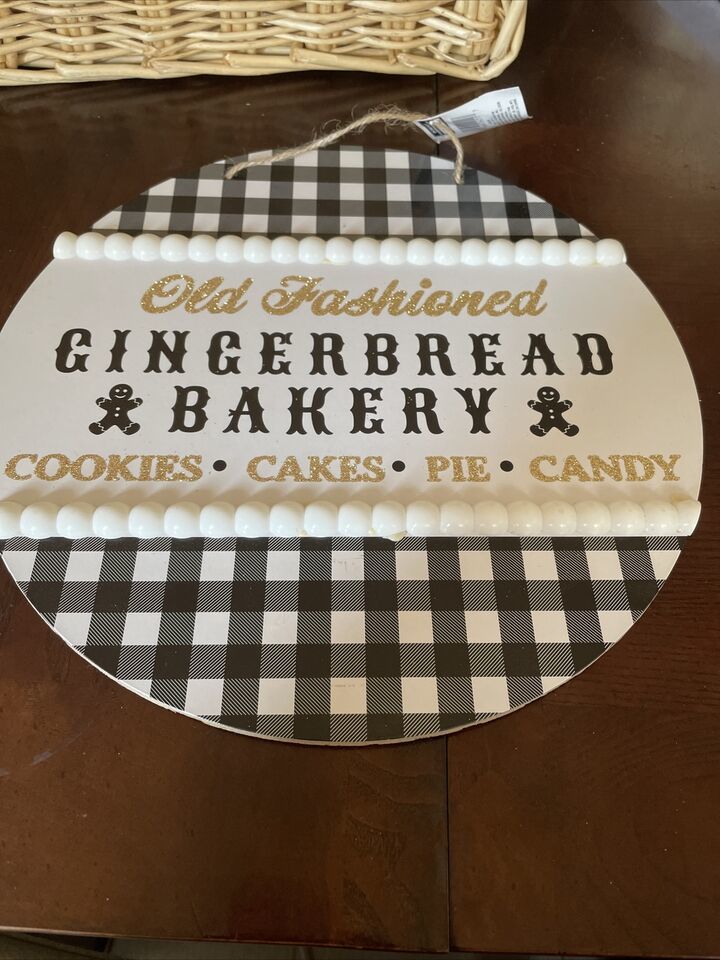 Old Fashioned
GINGERBREAD
BAKERY
COOKIES • CAKES • PIE • CANDY